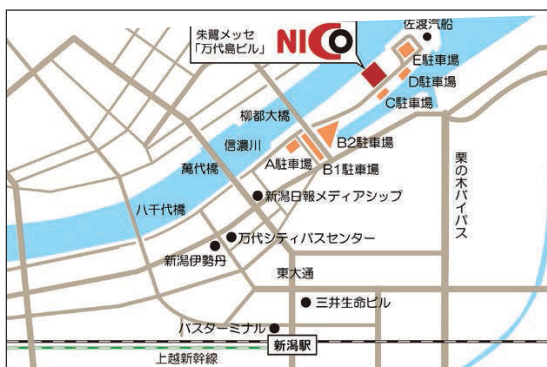 朱鷺メッセ
「万代島ビル」
NICO
佐渡汽船
E駐車場
D駐車場
C駐車場
柳都大橋
信濃川
B2駐車場
A駐車場
B1駐車場
萬代橋
八千代橋
新潟日報メディアシップ
栗の木バイパス
万代シティバスセンター
新潟伊勢丹
東大通
三井生命ビル
バスターミナル
新潟駅
上越新幹線